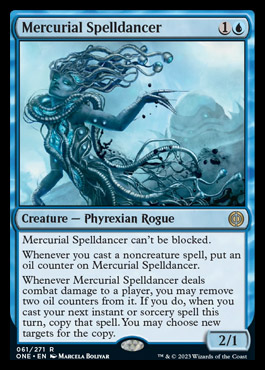 Mercurial Spelldancer 1
Creature — Phyrexian Rogue
Mercurial Spelldancer can't be blocked.
Whenever you cast a noncreature spell, put an
oil counter on Mercurial Spelldancer.
Whenever Mercurial Spelldancer deals
combat damage to a player, you may remove
two oil counters from it. If you do, when you
cast your next instant or sorcery spell this
turn, copy that spell. You may choose new
targets for the copy.
2/1
061/271 R
ONE • EN Marcela Bolívar
™ & © 2023 Wizards of the Coast